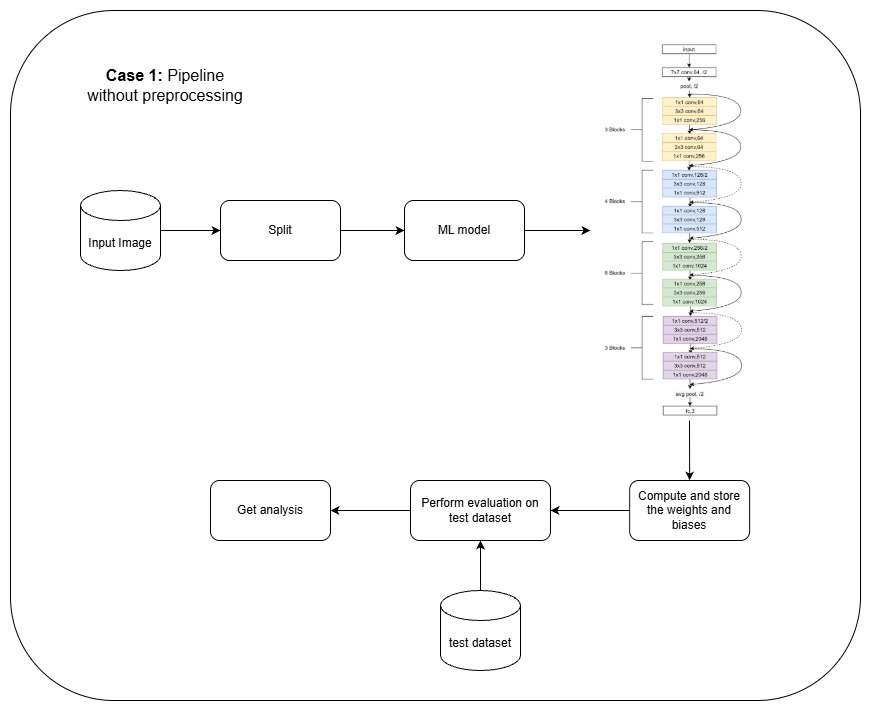 Case 1: Pipeline
without preprocessing
Input Image
Split
ML model
input
7x7 conv,64, /2
pool, /2
3 Blocks
1x1 conv,64
3x3 conv,64
1x1 conv,256
1x1 conv,64
3x3 conv,64
1x1 conv,256
4 Blocks
1x1 conv,128/2
3x3 conv,128
1x1 conv,512
1x1 conv,128
3x3 conv,128
1x1 conv,512
6 Blocks
1x1 conv,256/2
3x3 conv,256
1x1 conv,1024
1x1 conv,256
3x3 conv,256
1x1 conv,1024
3 Blocks
1x1 conv,512/2
3x3 conv,512
1x1 conv,2048
1x1 conv,512
3x3 conv,512
1x1 conv,2048
avg pool, /2
fc,3
Get analysis
Perform evaluation on
test dataset
Compute and store
the weights and
biases
test dataset